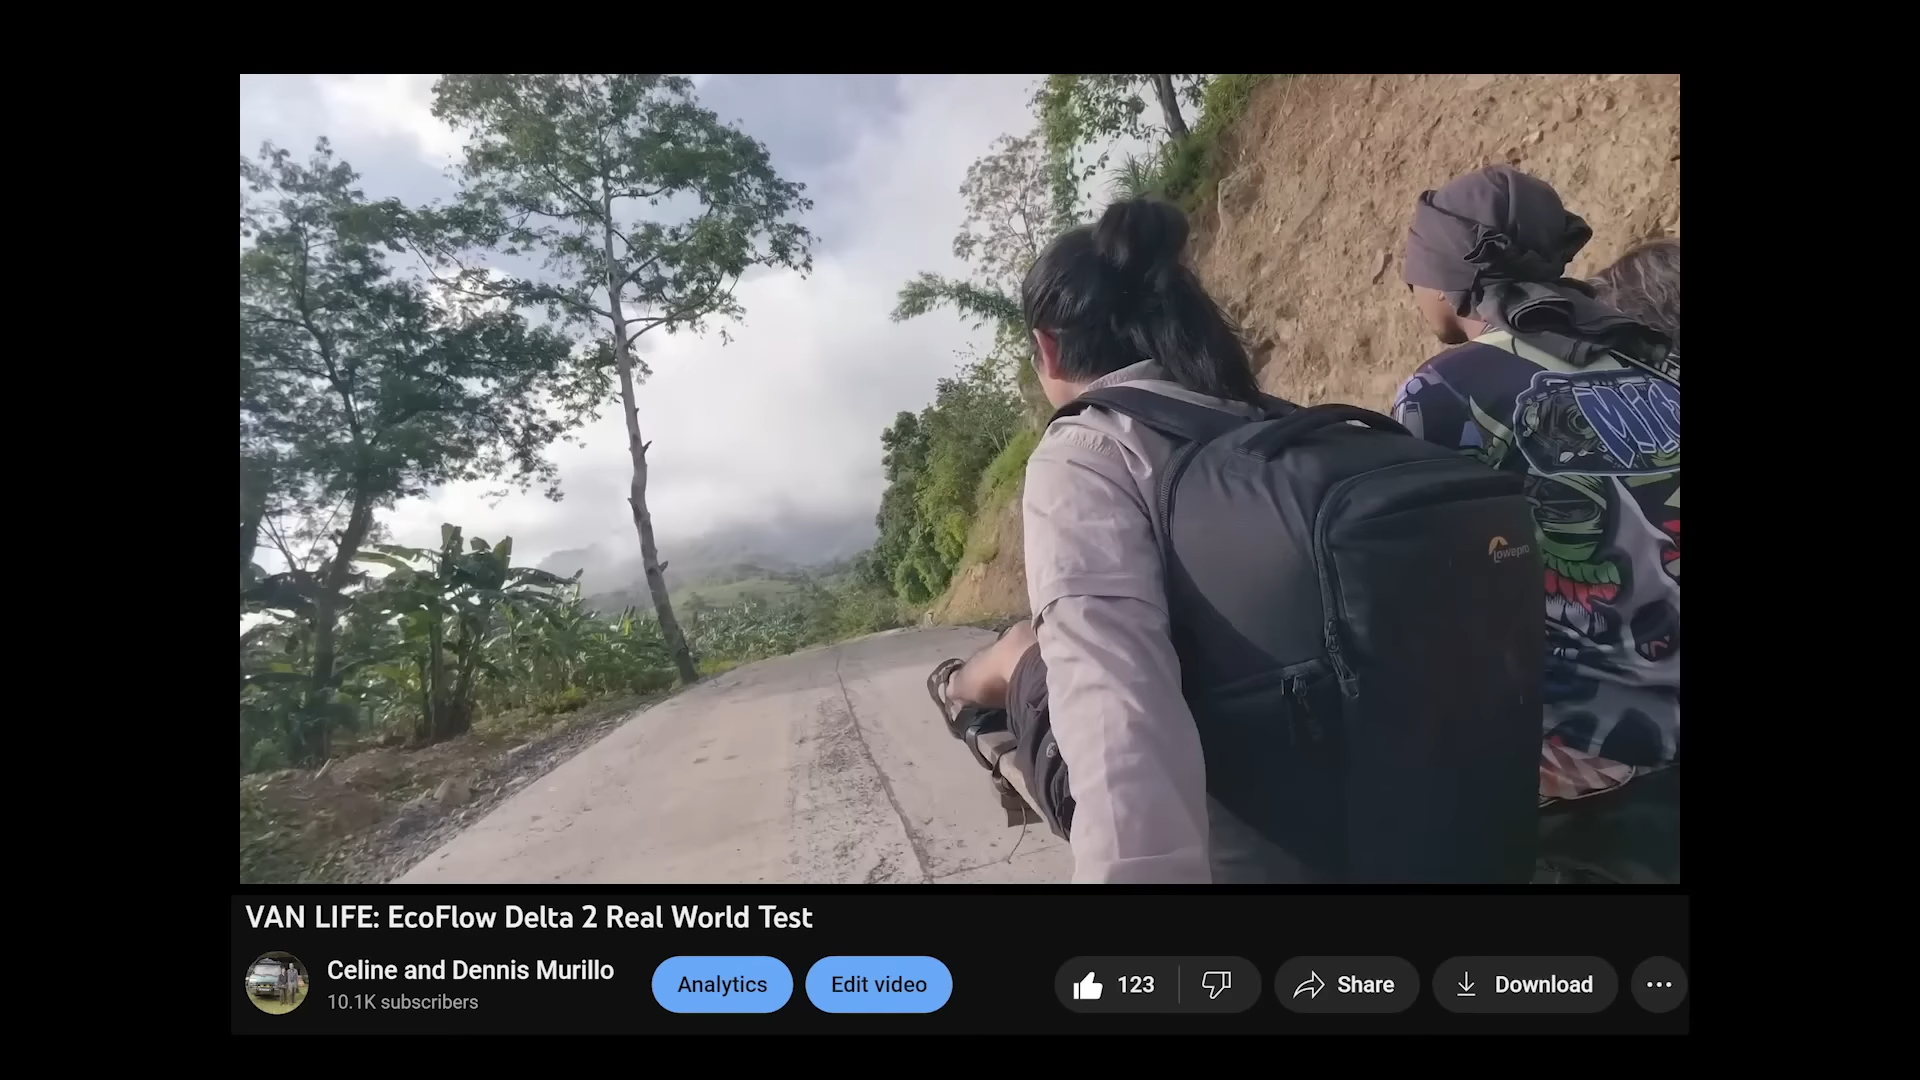 lowepro
VAN LIFE: EcoFlow Delta 2 Real World Test
Celine and Dennis Murillo
10.1K subscribers
Analytics
Edit video
123
Share
Download